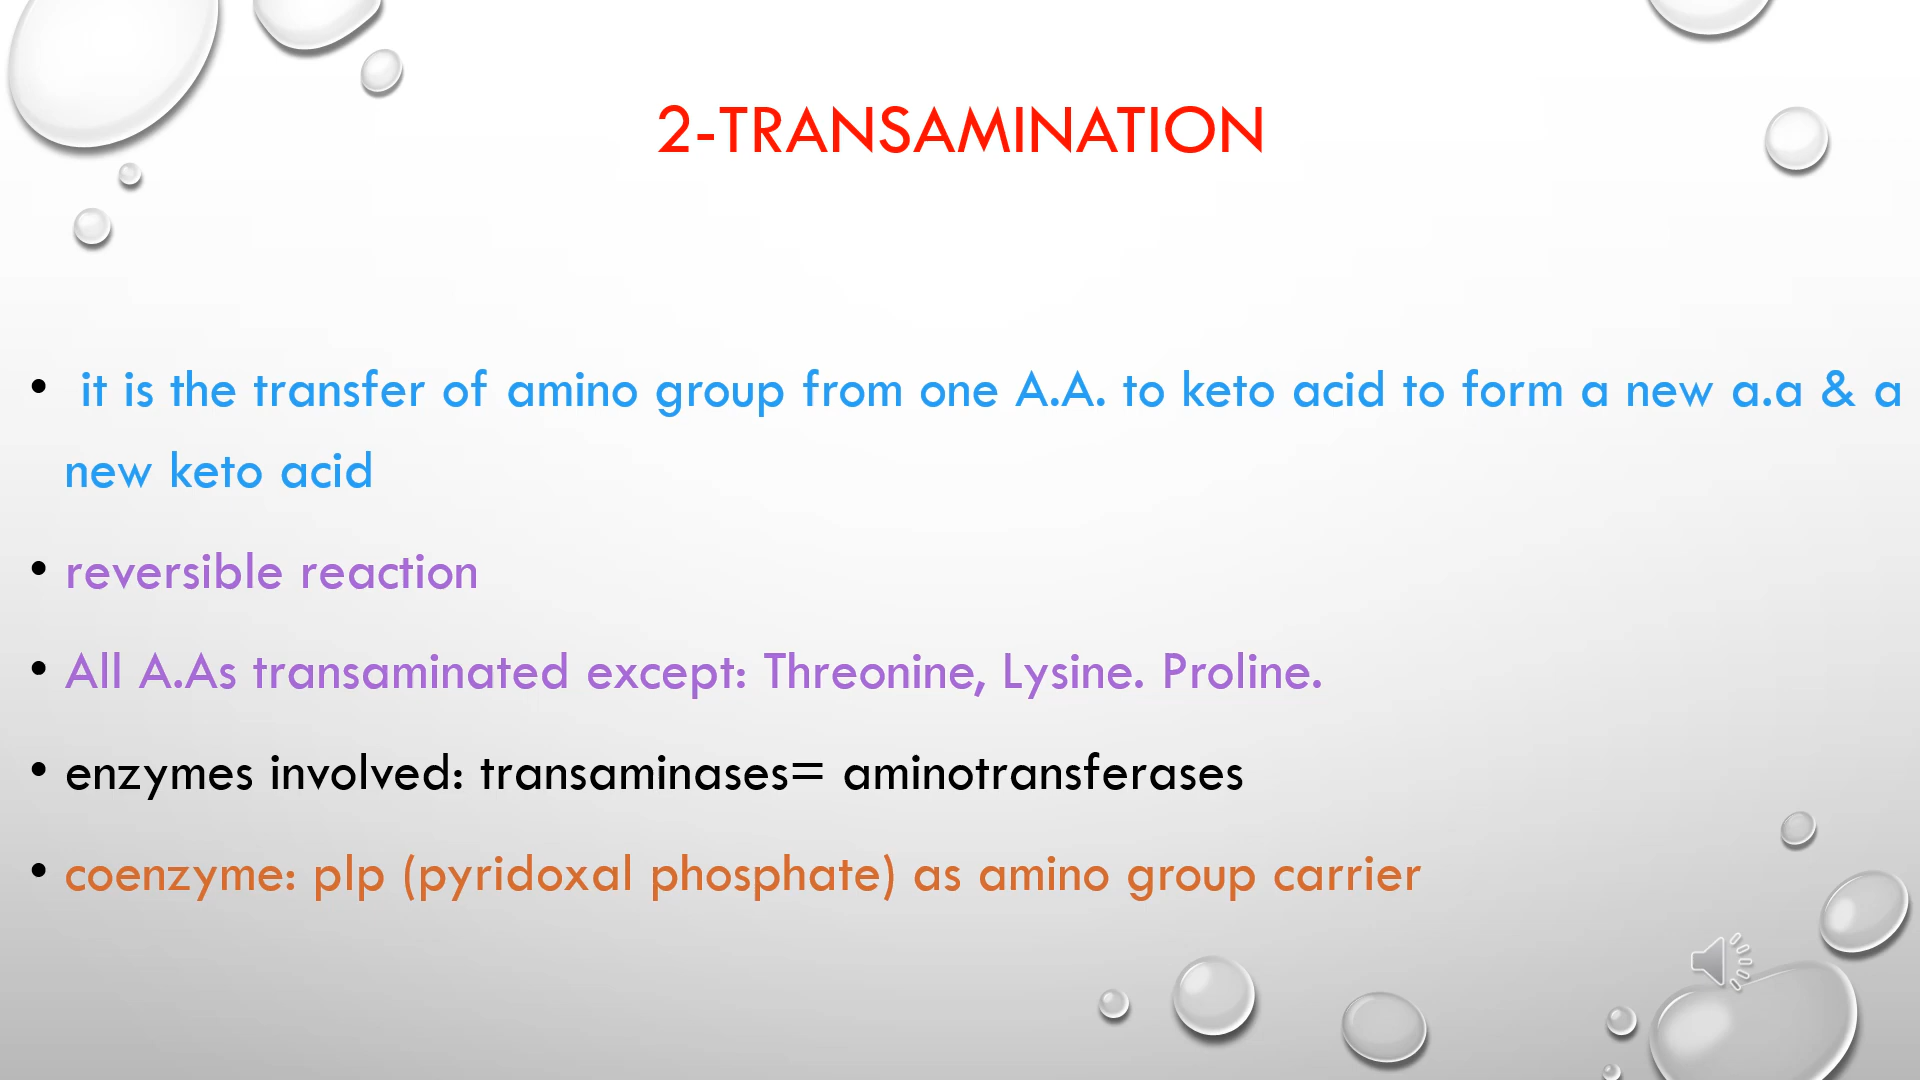 2-TRANSAMINATION
• it is the transfer of amino group from one A.A. to keto acid to form a new a.a & a
new keto acid
• reversible reaction
• All A.As transaminated except: Threonine, Lysine. Proline.
• enzymes involved: transaminases= aminotransferases
• coenzyme: plp (pyridoxal phosphate) as amino group carrier